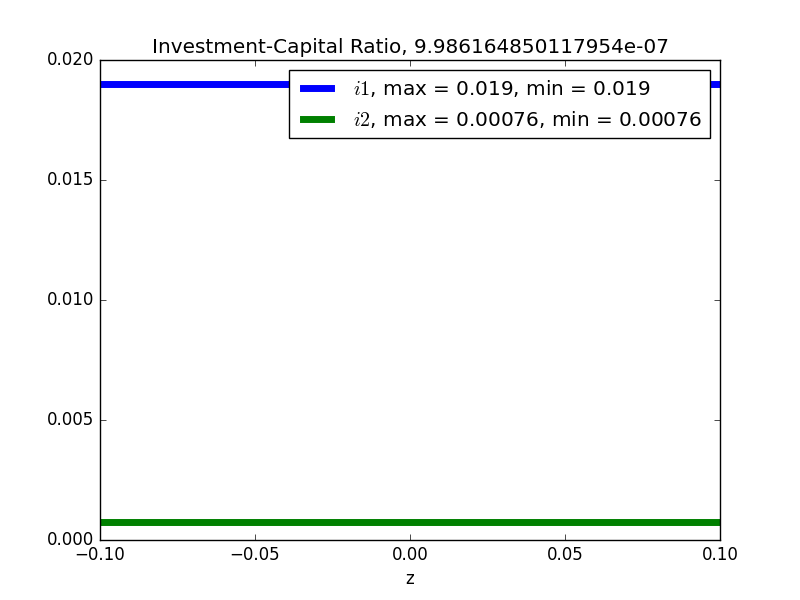 Investment-Capital Ratio, 9.986164850117954e-07
i1, max = 0.019, min = 0.019
i2, max = 0.00076, min = 0.00076
0.020
0.015
0.010
0.005
0.000
−0.10 −0.05 0.00 0.05 0.10
z